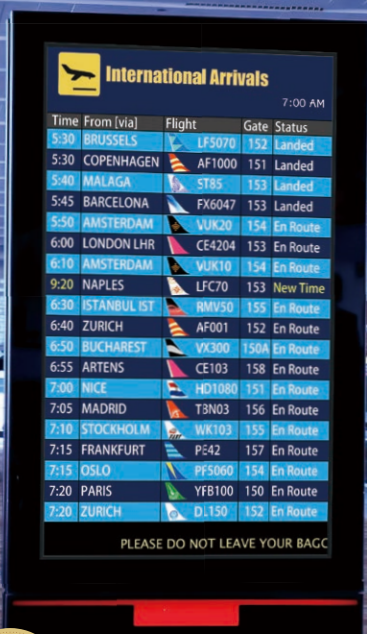 International Arrivals
7:00 AM
Time From [via] Flight Gate Status
5:30 BRUSSELS LF5070 152 Landed
5:30 COPENHAGEN AF1000 151 Landed
5:40 MALAGA ST85 153 Landed
5:45 BARCELONA FX6047 153 Landed
5:50 AMSTERDAM VUK20 154 En Route
6:00 LONDON LHR CE4204 153 En Route
6:10 AMSTERDAM VUK10 154 En Route
9:20 NAPLES LFC70 153 New Time
6:30 ISTANBUL IST RMV50 155 En Route
6:40 ZURICH AF001 152 En Route
6:50 BUCHAREST VX300 150A En Route
6:55 ARTENS CE103 158 En Route
7:00 NICE HD1080 151 En Route
7:05 MADRID TBN03 156 En Route
7:10 STOCKHOLM WK103 155 En Route
7:15 FRANKFURT PE42 157 En Route
7:15 OSLO PF5060 154 En Route
7:20 PARIS YFB100 150 En Route
7:20 ZURICH DL150 152 En Route
PLEASE DO NOT LEAVE YOUR BAGG